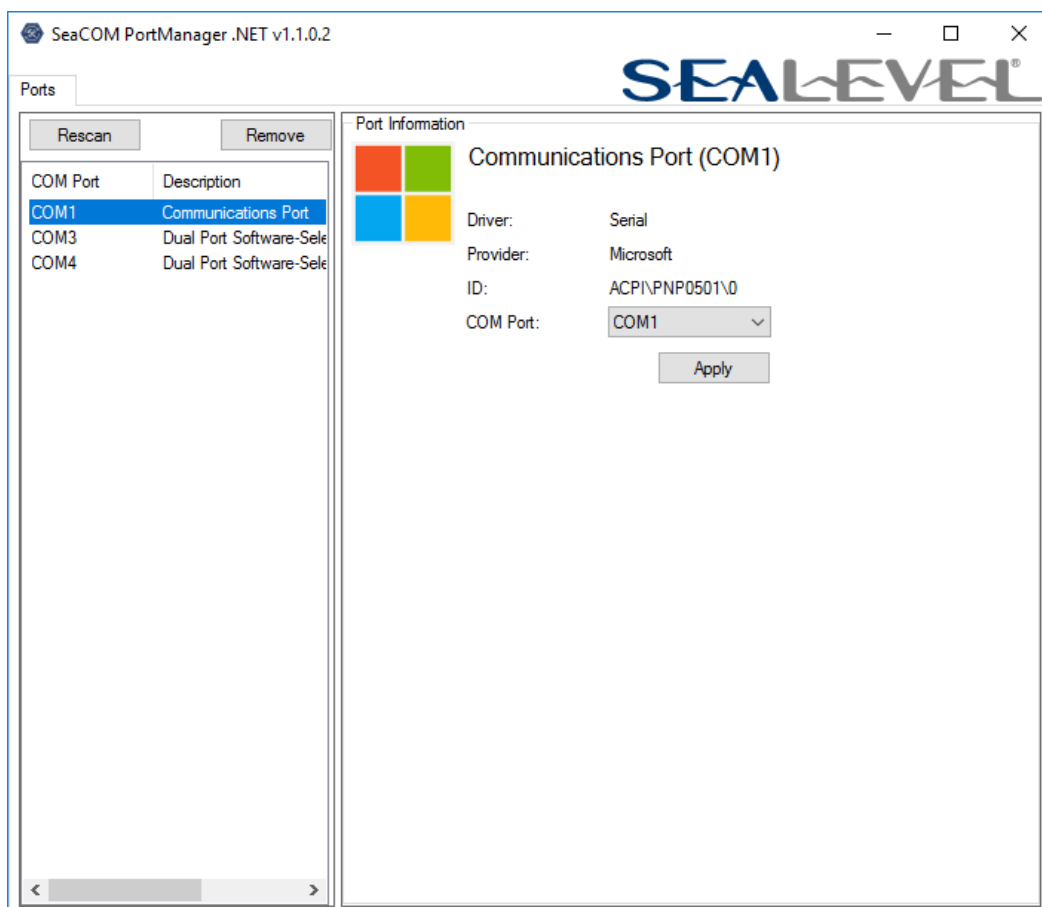 SeaCOM PortManager .NET v1.1.0.2
SEALEVEL®
Ports
Rescan
Remove
COM Port Description
COM1 Communications Port
COM3 Dual Port Software-Sele
COM4 Dual Port Software-Sele
Port Information
Communications Port (COM1)
Driver: Serial
Provider: Microsoft
ID: ACPI\PNP0501\0
COM Port: COM1
Apply